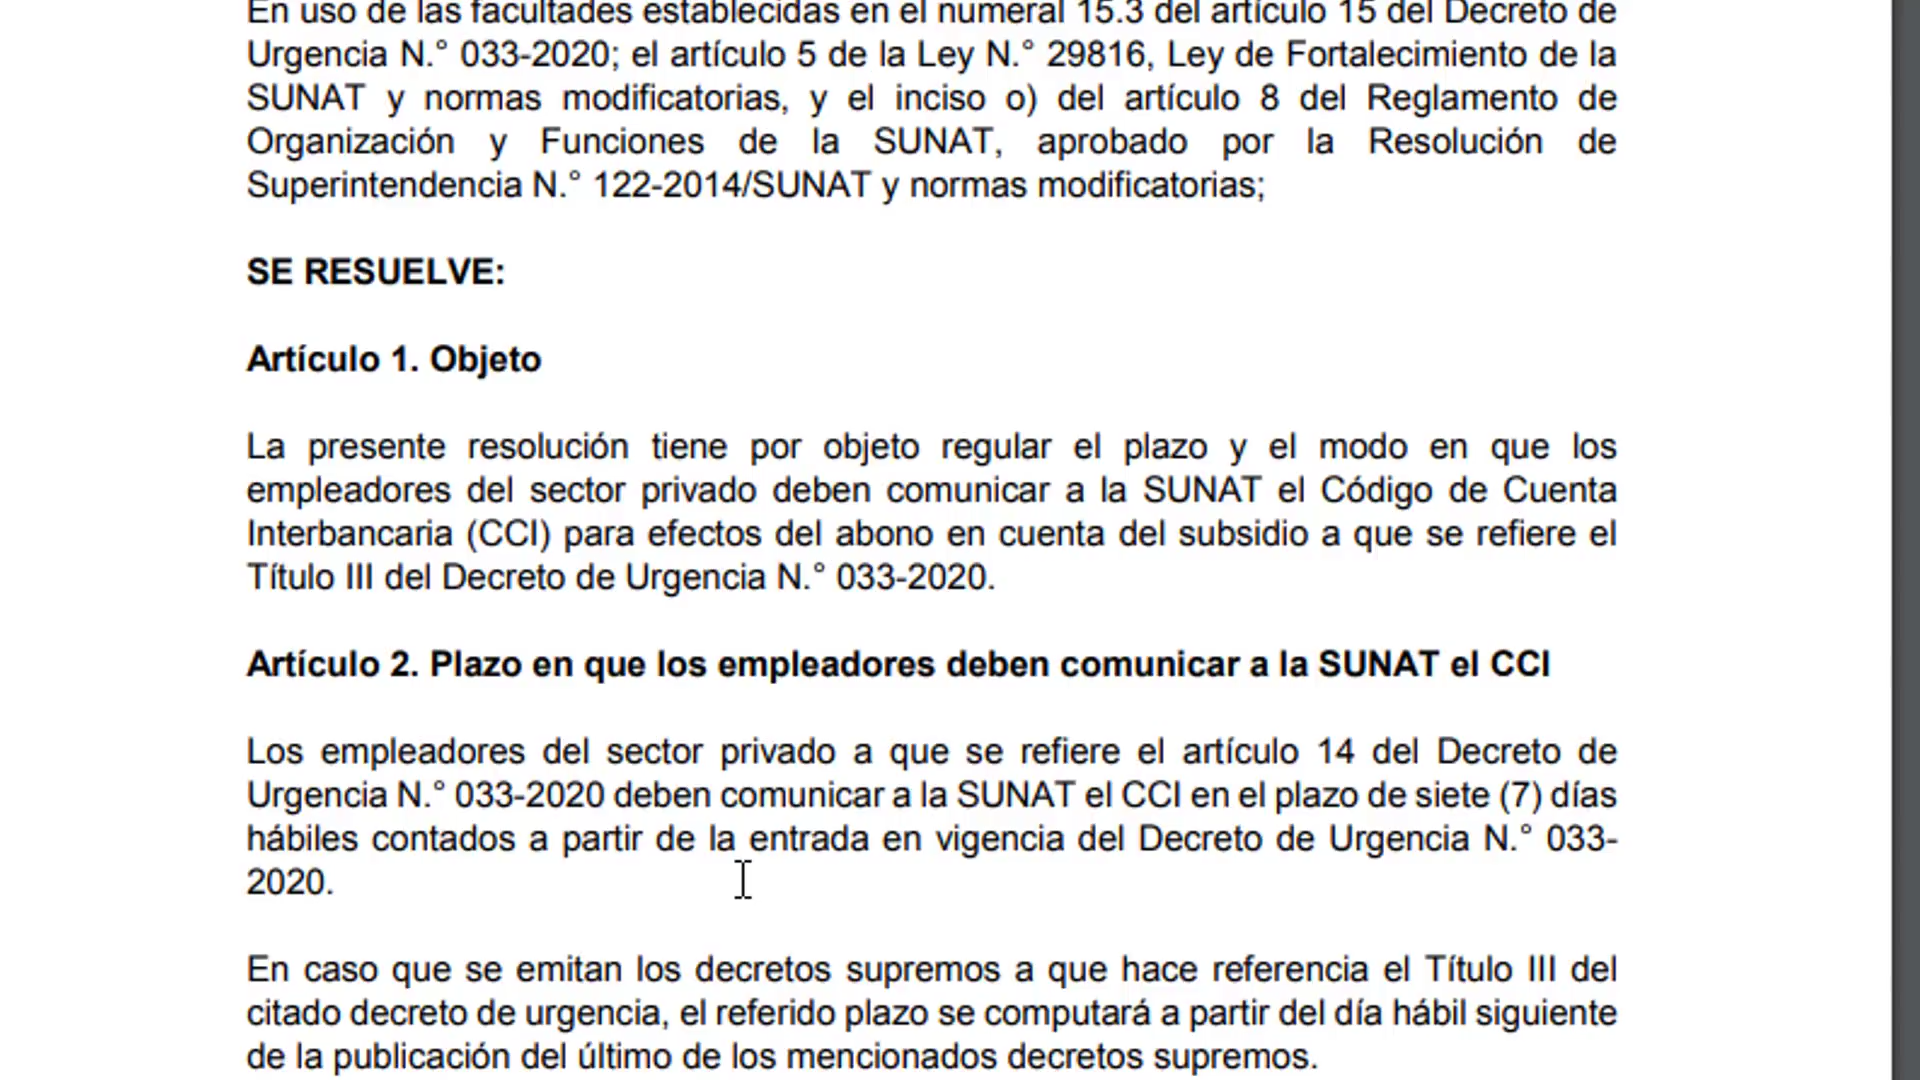 En uso de las facultades establecidas en el numeral 15.3 del artículo 15 del Decreto de
Urgencia N.° 033-2020; el artículo 5 de la Ley N.° 29816, Ley de Fortalecimiento de la
SUNAT y normas modificatorias, y el inciso o) del artículo 8 del Reglamento de
Organización y Funciones de la SUNAT, aprobado por la Resolución de
Superintendencia N.° 122-2014/SUNAT y normas modificatorias;
SE RESUELVE:
Artículo 1. Objeto
La presente resolución tiene por objeto regular el plazo y el modo en que los
empleadores del sector privado deben comunicar a la SUNAT el Código de Cuenta
Interbancaria (CCI) para efectos del abono en cuenta del subsidio a que se refiere el
Título III del Decreto de Urgencia N.° 033-2020.
Artículo 2. Plazo en que los empleadores deben comunicar a la SUNAT el CCI
Los empleadores del sector privado a que se refiere el artículo 14 del Decreto de
Urgencia N.° 033-2020 deben comunicar a la SUNAT el CCI en el plazo de siete (7) días
hábiles contados a partir de la entrada en vigencia del Decreto de Urgencia N.° 033-
2020.
En caso que se emitan los decretos supremos a que hace referencia el Título III del
citado decreto de urgencia, el referido plazo se computará a partir del día hábil siguiente
de la publicación del último de los mencionados decretos supremos.